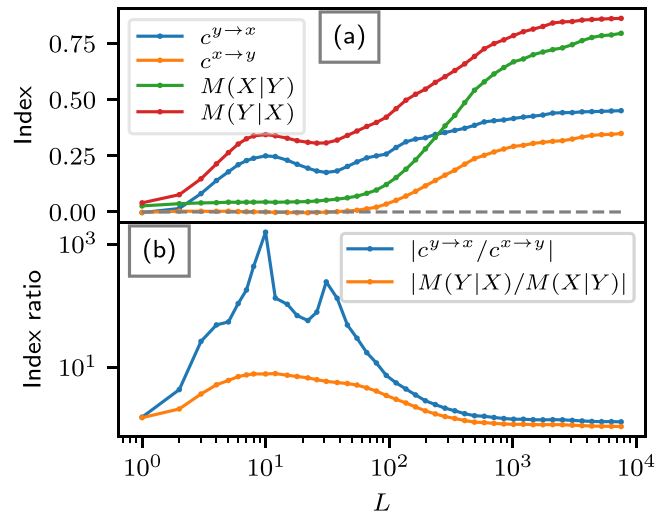 (a)
c^{y→x}
c^{x→y}
M(X|Y)
M(Y|X)
Index
0.75
0.50
0.25
0.00
(b)
|c^{y→x}/c^{x→y}|
|M(Y|X)/M(X|Y)|
Index ratio
10^3
10^1
10^0 10^1 10^2 10^3 10^4
L